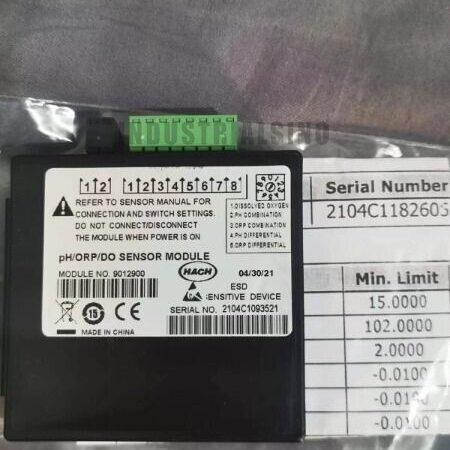 INDUSTRIALSINO
1 2 1 2 3 4 5 6 7 8
REFER TO SENSOR MANUAL FOR
CONNECTION AND SWITCH SETTINGS.
DO NOT CONNECT/DISCONNECT
THE MODULE WHEN POWER IS ON
1.DISSOLVED OXYGEN
2.PH COMBINATION
3.ORP COMBINATION
4.PH DIFFERENTIAL
5.ORP DIFFERENTIAL
pH/ORP/DO SENSOR MODULE
MODULE NO. 9012900
HACH
04/30/21
ESD
SENSITIVE DEVICE
SERIAL NO. 2104C1093521
15
MADE IN CHINA
Serial Number
2104C1182605
Min. Limit
15.0000
102.0000
2.0000
-0.0100
-0.0100
-0.0100